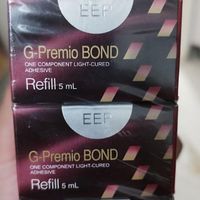 EEP
G-Premio BOND
ONE COMPONENT LIGHT-CURED
ADHESIVE
Refill 5 mL
EEP
G-Premio BOND
ONE COMPONENT LIGHT-CURED
ADHESIVE
Refill 5 mL